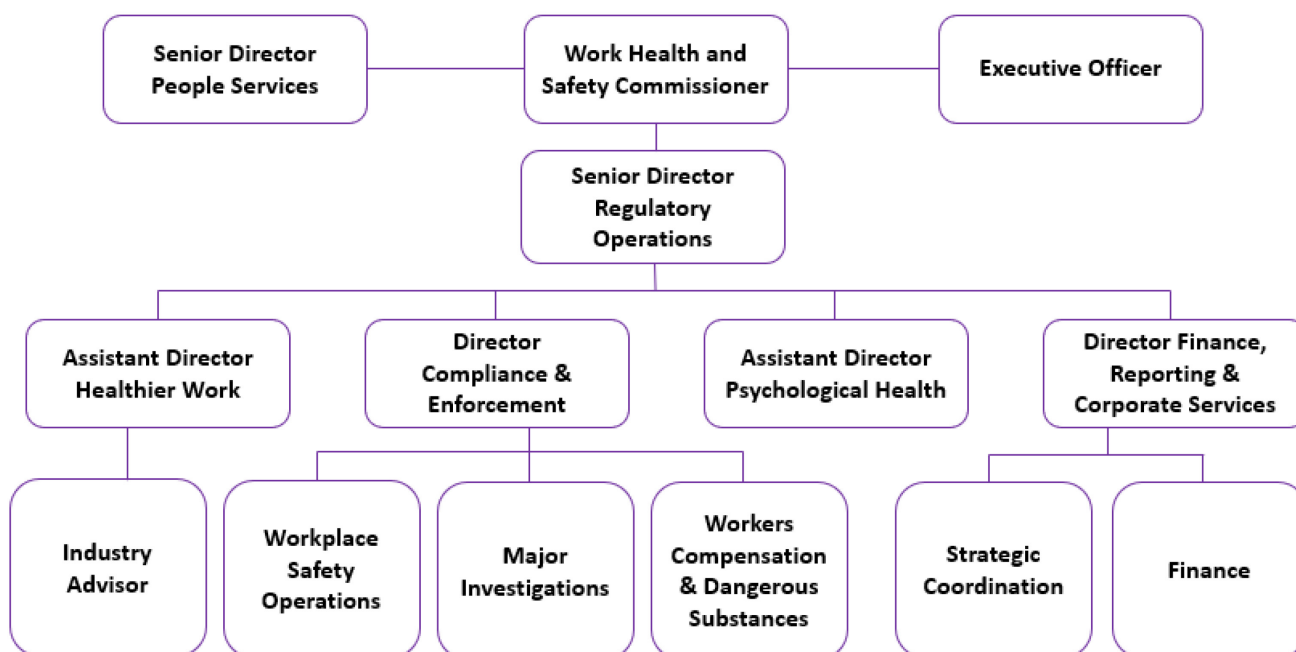 Senior Director
People Services
Work Health and
Safety Commissioner
Executive Officer
Senior Director
Regulatory
Operations
Assistant Director
Healthier Work
Director
Compliance &
Enforcement
Assistant Director
Psychological Health
Director Finance,
Reporting &
Corporate Services
Industry
Advisor
Workplace
Safety
Operations
Major
Investigations
Workers
Compensation
& Dangerous
Substances
Strategic
Coordination
Finance